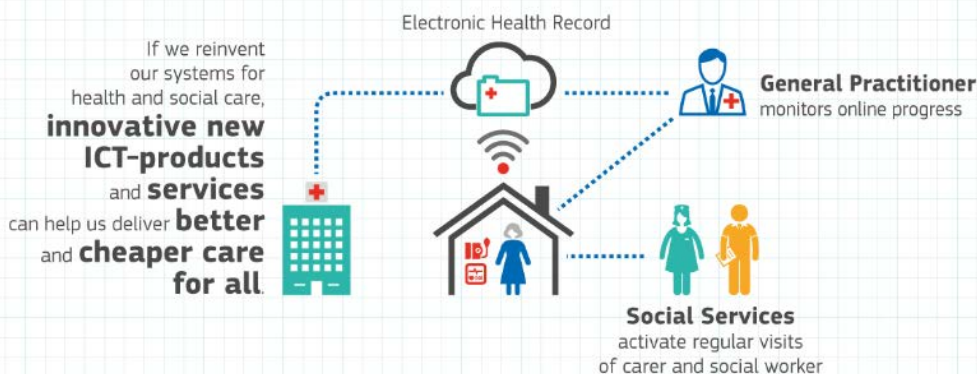 Electronic Health Record
If we reinvent
our systems for
health and social care,
innovative new
ICT-products
and services
can help us deliver better
and cheaper care
for all.
General Practitioner
monitors online progress
Social Services
activate regular visits
of carer and social worker